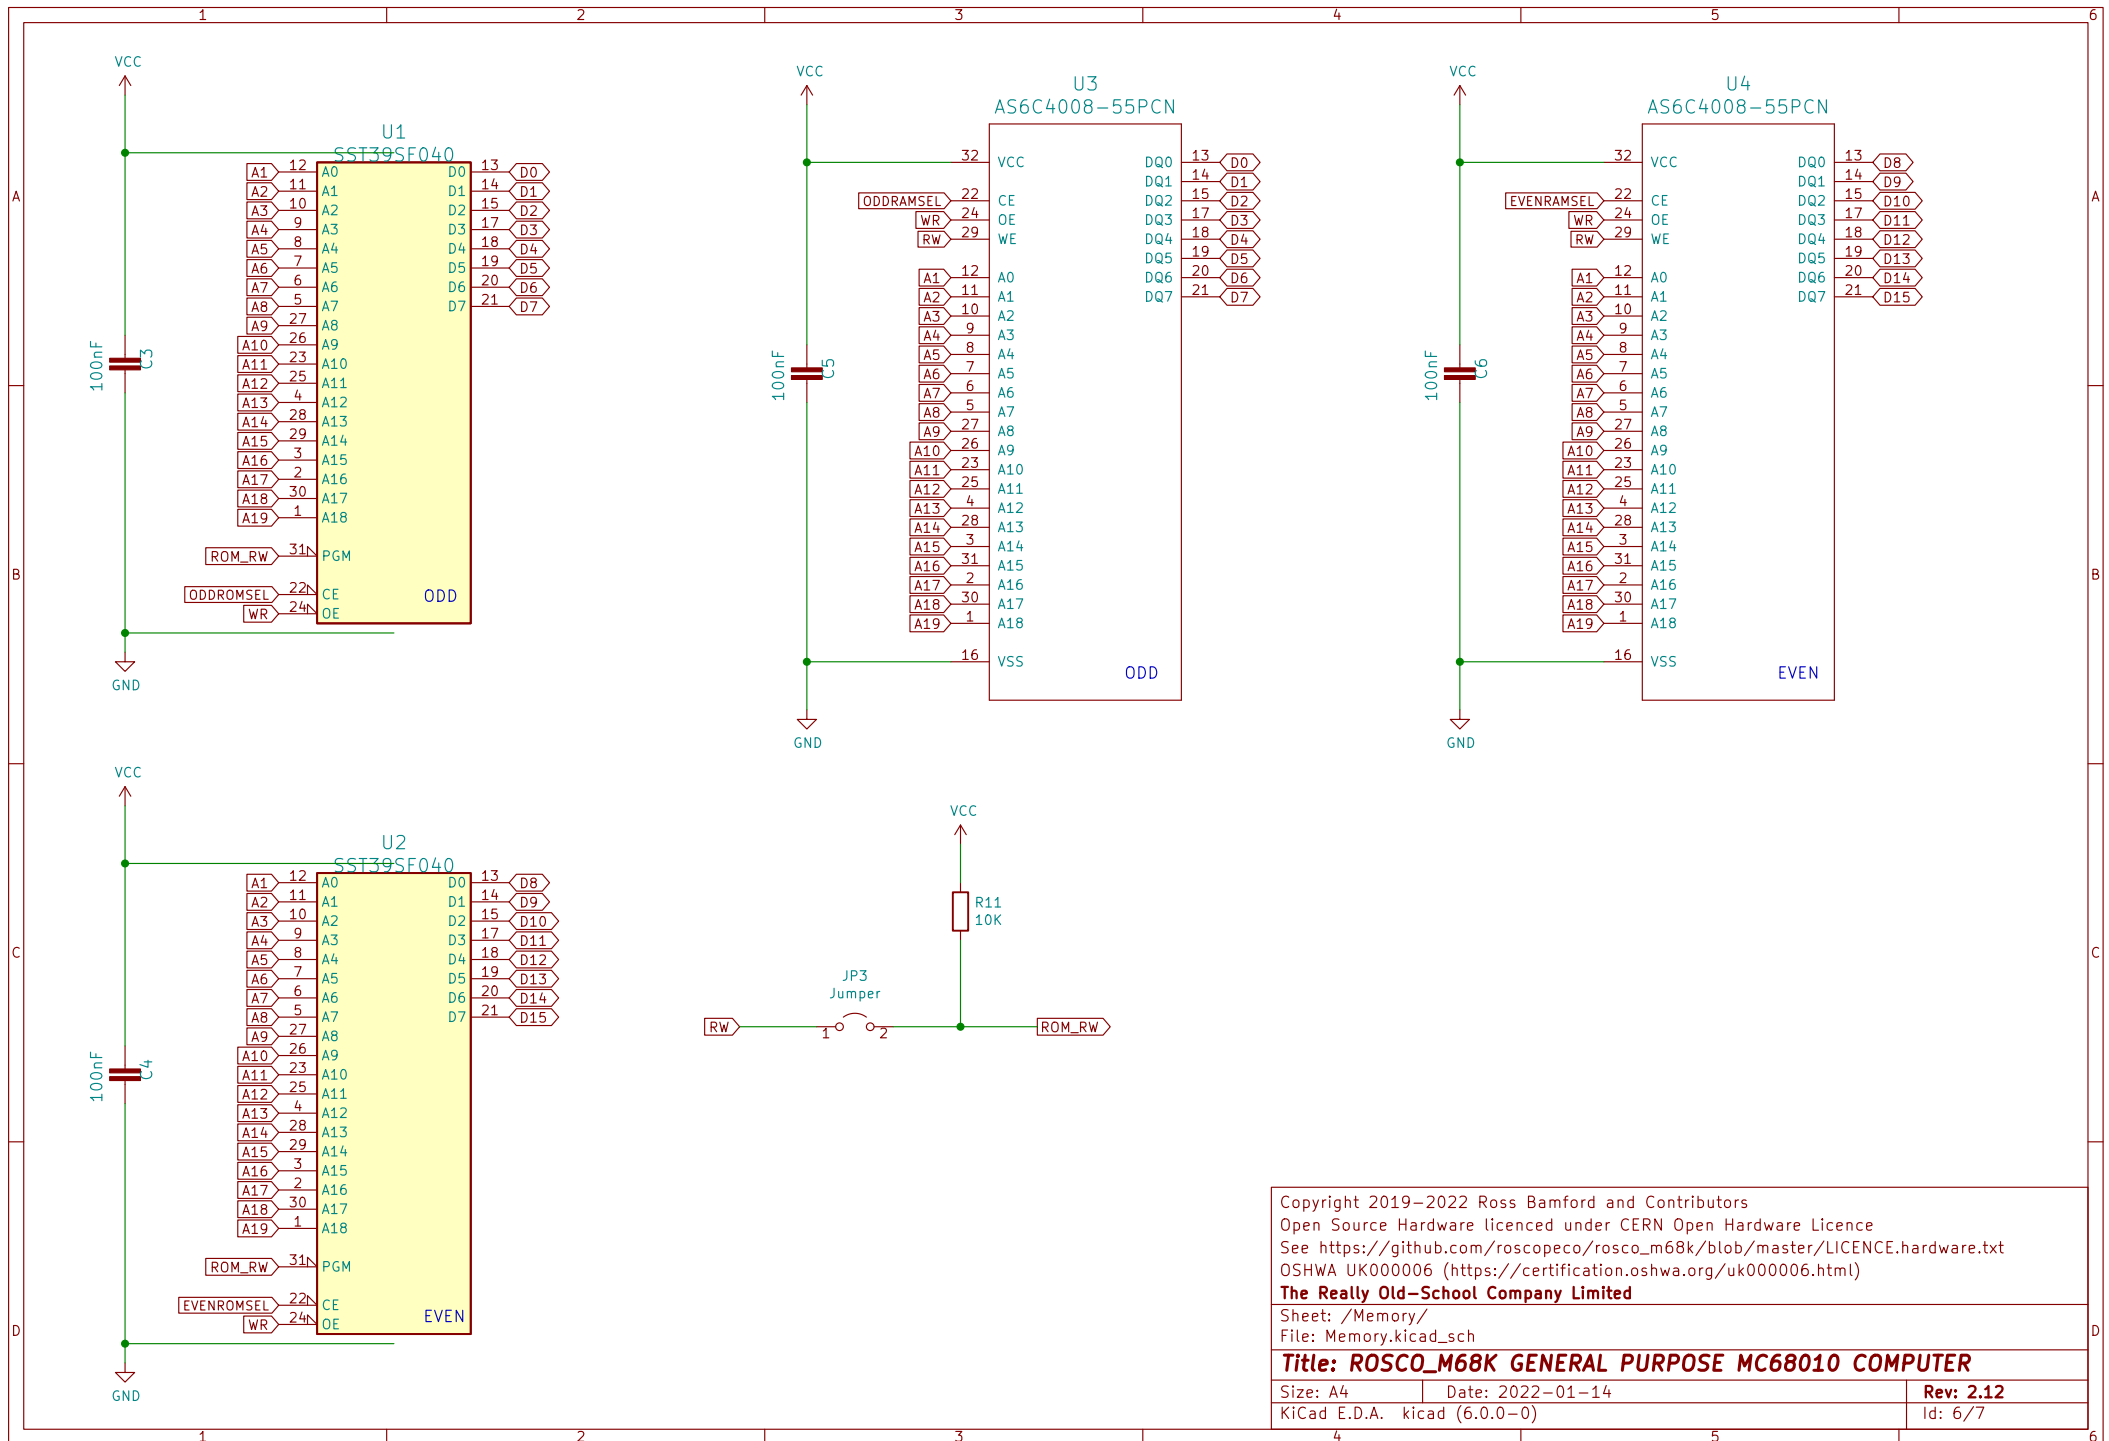 1 2 3 4 5 6
A
B
C
D
VCC
U1
SST39SF040
A1 12 A0 D0 13 D0
A2 11 A1 D1 14 D1
A3 10 A2 D2 15 D2
A4 9 A3 D3 17 D3
A5 8 A4 D4 18 D4
A6 7 A5 D5 19 D5
A7 6 A6 D6 20 D6
A8 5 A7 D7 21 D7
A9 27 A8
A10 26 A9
A11 23 A10
A12 25 A11
A13 4 A12
A14 28 A13
A15 29 A14
A16 3 A15
A17 2 A16
A18 30 A17
A19 1 A18
ROM_RW 31 PGM
ODDROMSEL 22 CE
WR 24 OE
ODD
100nF
C3
GND
VCC
U3
AS6C4008-55PCN
32 VCC DQ0 13 D0
DQ1 14 D1
ODDRAMSEL 22 CE DQ2 15 D2
WR 24 OE DQ3 17 D3
RW 29 WE DQ4 18 D4
DQ5 19 D5
A1 12 A0 DQ6 20 D6
A2 11 A1 DQ7 21 D7
A3 10 A2
A4 9 A3
A5 8 A4
A6 7 A5
A7 6 A6
A8 5 A7
A9 27 A8
A10 26 A9
A11 23 A10
A12 25 A11
A13 4 A12
A14 28 A13
A15 3 A14
A16 31 A15
A17 2 A16
A18 30 A17
A19 1 A18
16 VSS
ODD
100nF
C5
GND
VCC
U4
AS6C4008-55PCN
32 VCC DQ0 13 D8
DQ1 14 D9
EVENRAMSEL 22 CE DQ2 15 D10
WR 24 OE DQ3 17 D11
RW 29 WE DQ4 18 D12
DQ5 19 D13
A1 12 A0 DQ6 20 D14
A2 11 A1 DQ7 21 D15
A3 10 A2
A4 9 A3
A5 8 A4
A6 7 A5
A7 6 A6
A8 5 A7
A9 27 A8
A10 26 A9
A11 23 A10
A12 25 A11
A13 4 A12
A14 28 A13
A15 3 A14
A16 31 A15
A17 2 A16
A18 30 A17
A19 1 A18
16 VSS
EVEN
100nF
C6
GND
VCC
U2
SST39SF040
A1 12 A0 D0 13 D8
A2 11 A1 D1 14 D9
A3 10 A2 D2 15 D10
A4 9 A3 D3 17 D11
A5 8 A4 D4 18 D12
A6 7 A5 D5 19 D13
A7 6 A6 D6 20 D14
A8 5 A7 D7 21 D15
A9 27 A8
A10 26 A9
A11 23 A10
A12 25 A11
A13 4 A12
A14 28 A13
A15 29 A14
A16 3 A15
A17 2 A16
A18 30 A17
A19 1 A18
ROM_RW 31 PGM
EVENROMSEL 22 CE
WR 24 OE
EVEN
100nF
C4
GND
VCC
R11
10K
JP3
Jumper
RW 1 2 ROM_RW
Copyright 2019-2022 Ross Bamford and Contributors
Open Source Hardware licenced under CERN Open Hardware Licence
See https://github.com/roscopeco/rosco_m68k/blob/master/LICENCE.hardware.txt
OSHWA UK000006 (https://certification.oshwa.org/uk000006.html)
The Really Old-School Company Limited
Sheet: /Memory/
File: Memory.kicad_sch
Title: ROSCO_M68K GENERAL PURPOSE MC68010 COMPUTER
Size: A4 Date: 2022-01-14 Rev: 2.12
KiCad E.D.A. kicad (6.0.0-0) Id: 6/7
A
B
C
D
1 2 3 4 5 6